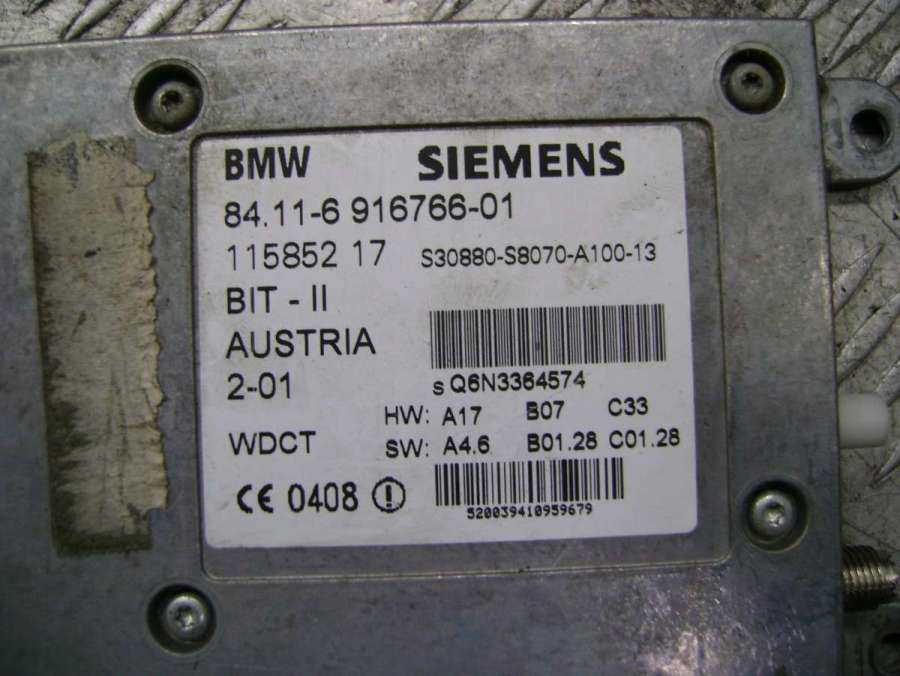 BMW SIEMENS
84.11-6 916766-01
115852 17 S30880-S8070-A100-13
BIT - II
AUSTRIA
2-01 s Q6N3364574
HW: A17 B07 C33
WDCT SW: A4.6 B01.28 C01.28
CE 0408
520039410959679